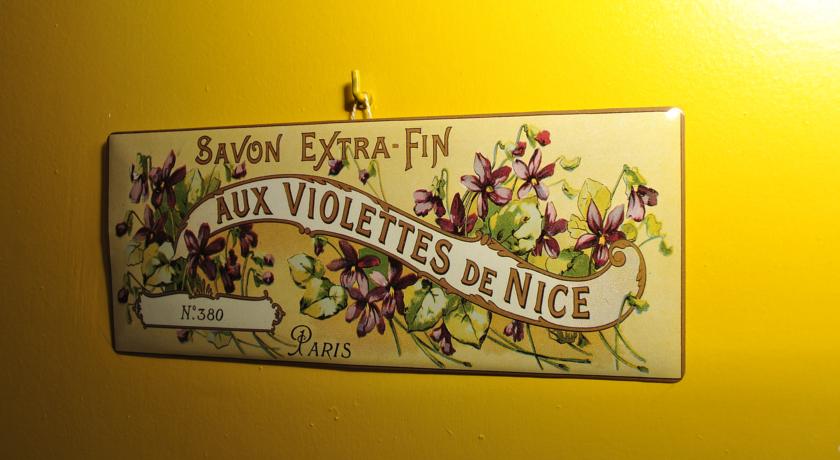 SAVON EXTRA-FIN
AUX VIOLETTES DE NICE
N° 380
PARIS